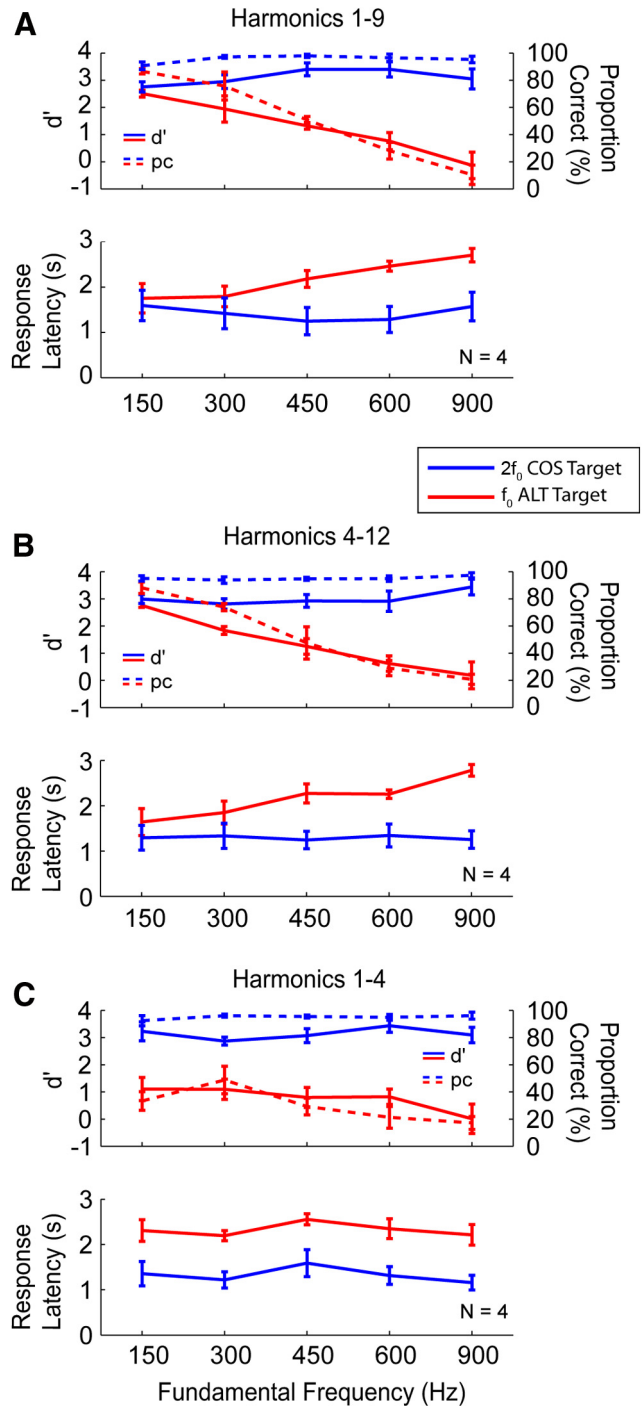 A
Harmonics 1-9
4
3
2
1
0
-1
d'
d'
pc
100
80
60
40
20
0
Proportion
Correct (%)
3
2
1
0
Response
Latency (s)
N = 4
150 300 450 600 900
2f₀ COS Target
f₀ ALT Target
B
Harmonics 4-12
4
3
2
1
0
-1
d'
d'
pc
100
80
60
40
20
0
Proportion
Correct (%)
3
2
1
0
Response
Latency (s)
N = 4
150 300 450 600 900
C
Harmonics 1-4
4
3
2
1
0
-1
d'
d'
pc
100
80
60
40
20
0
Proportion
Correct (%)
3
2
1
0
Response
Latency (s)
N = 4
150 300 450 600 900
Fundamental Frequency (Hz)